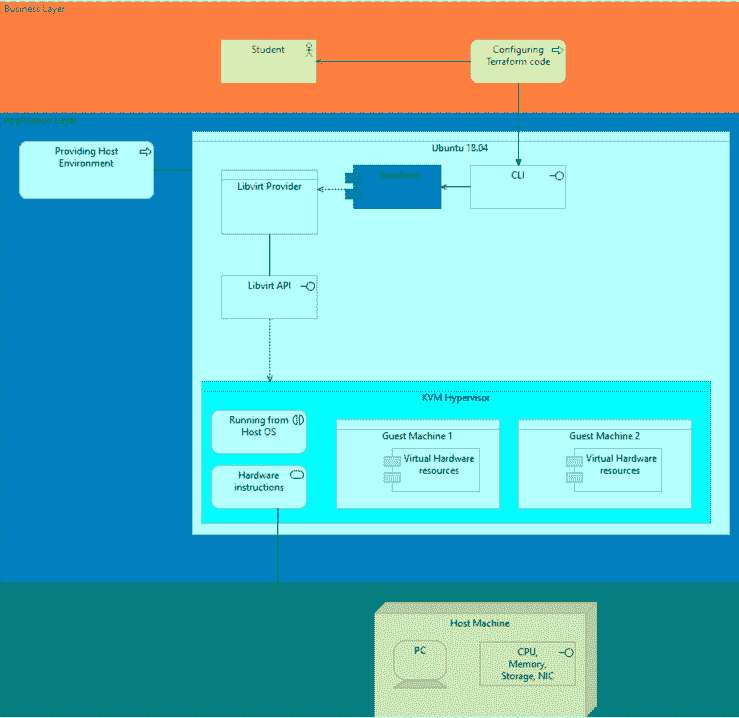 Business Layer
Student
Configuring
Terraform code
Application Layer
Providing Host
Environment
Ubuntu 18.04
Libvirt Provider
Terraform
CLI
Libvirt API
KVM Hypervisor
Running from
Host OS
Guest Machine 1
Guest Machine 2
Virtual Hardware
resources
Virtual Hardware
resources
Hardware
instructions
Host Machine
PC
CPU,
Memory,
Storage, NIC